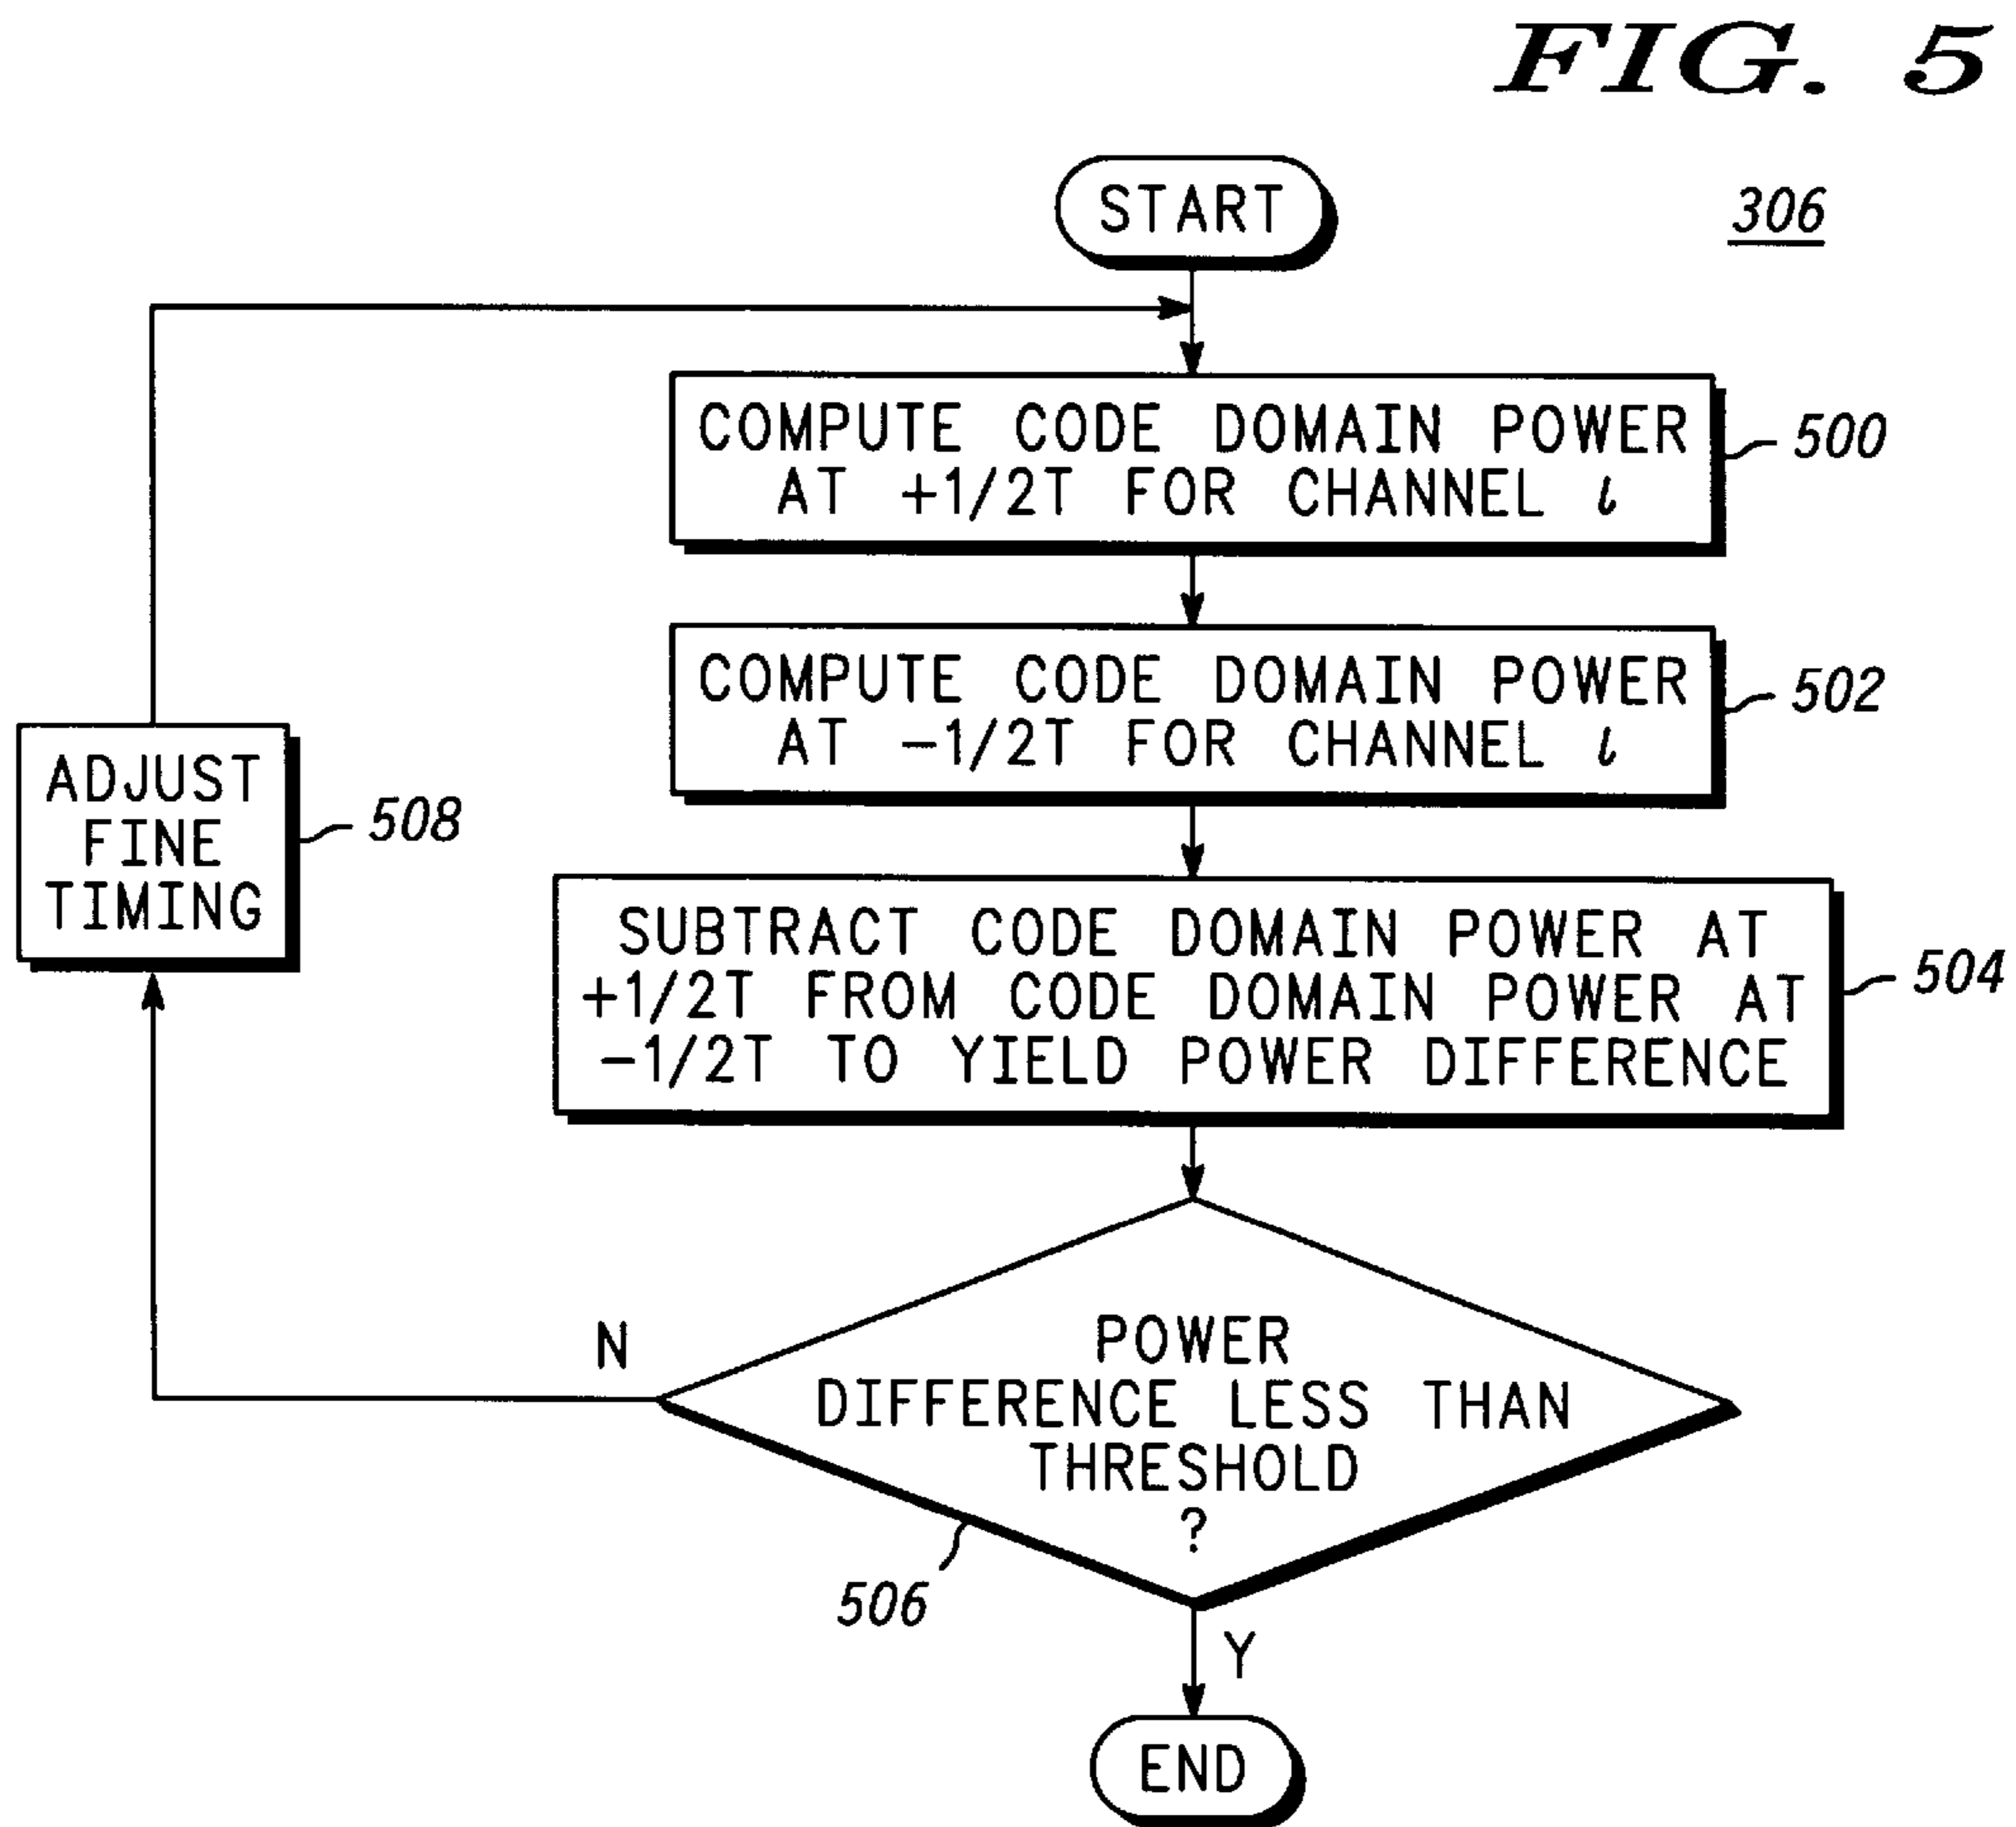 FIG. 5
START
306
COMPUTE CODE DOMAIN POWER
AT +1/2T FOR CHANNEL i
500
COMPUTE CODE DOMAIN POWER
AT -1/2T FOR CHANNEL i
502
ADJUST
FINE
TIMING
508
SUBTRACT CODE DOMAIN POWER AT
+1/2T FROM CODE DOMAIN POWER AT
-1/2T TO YIELD POWER DIFFERENCE
504
N
POWER
DIFFERENCE LESS THAN
THRESHOLD
?
506
Y
END